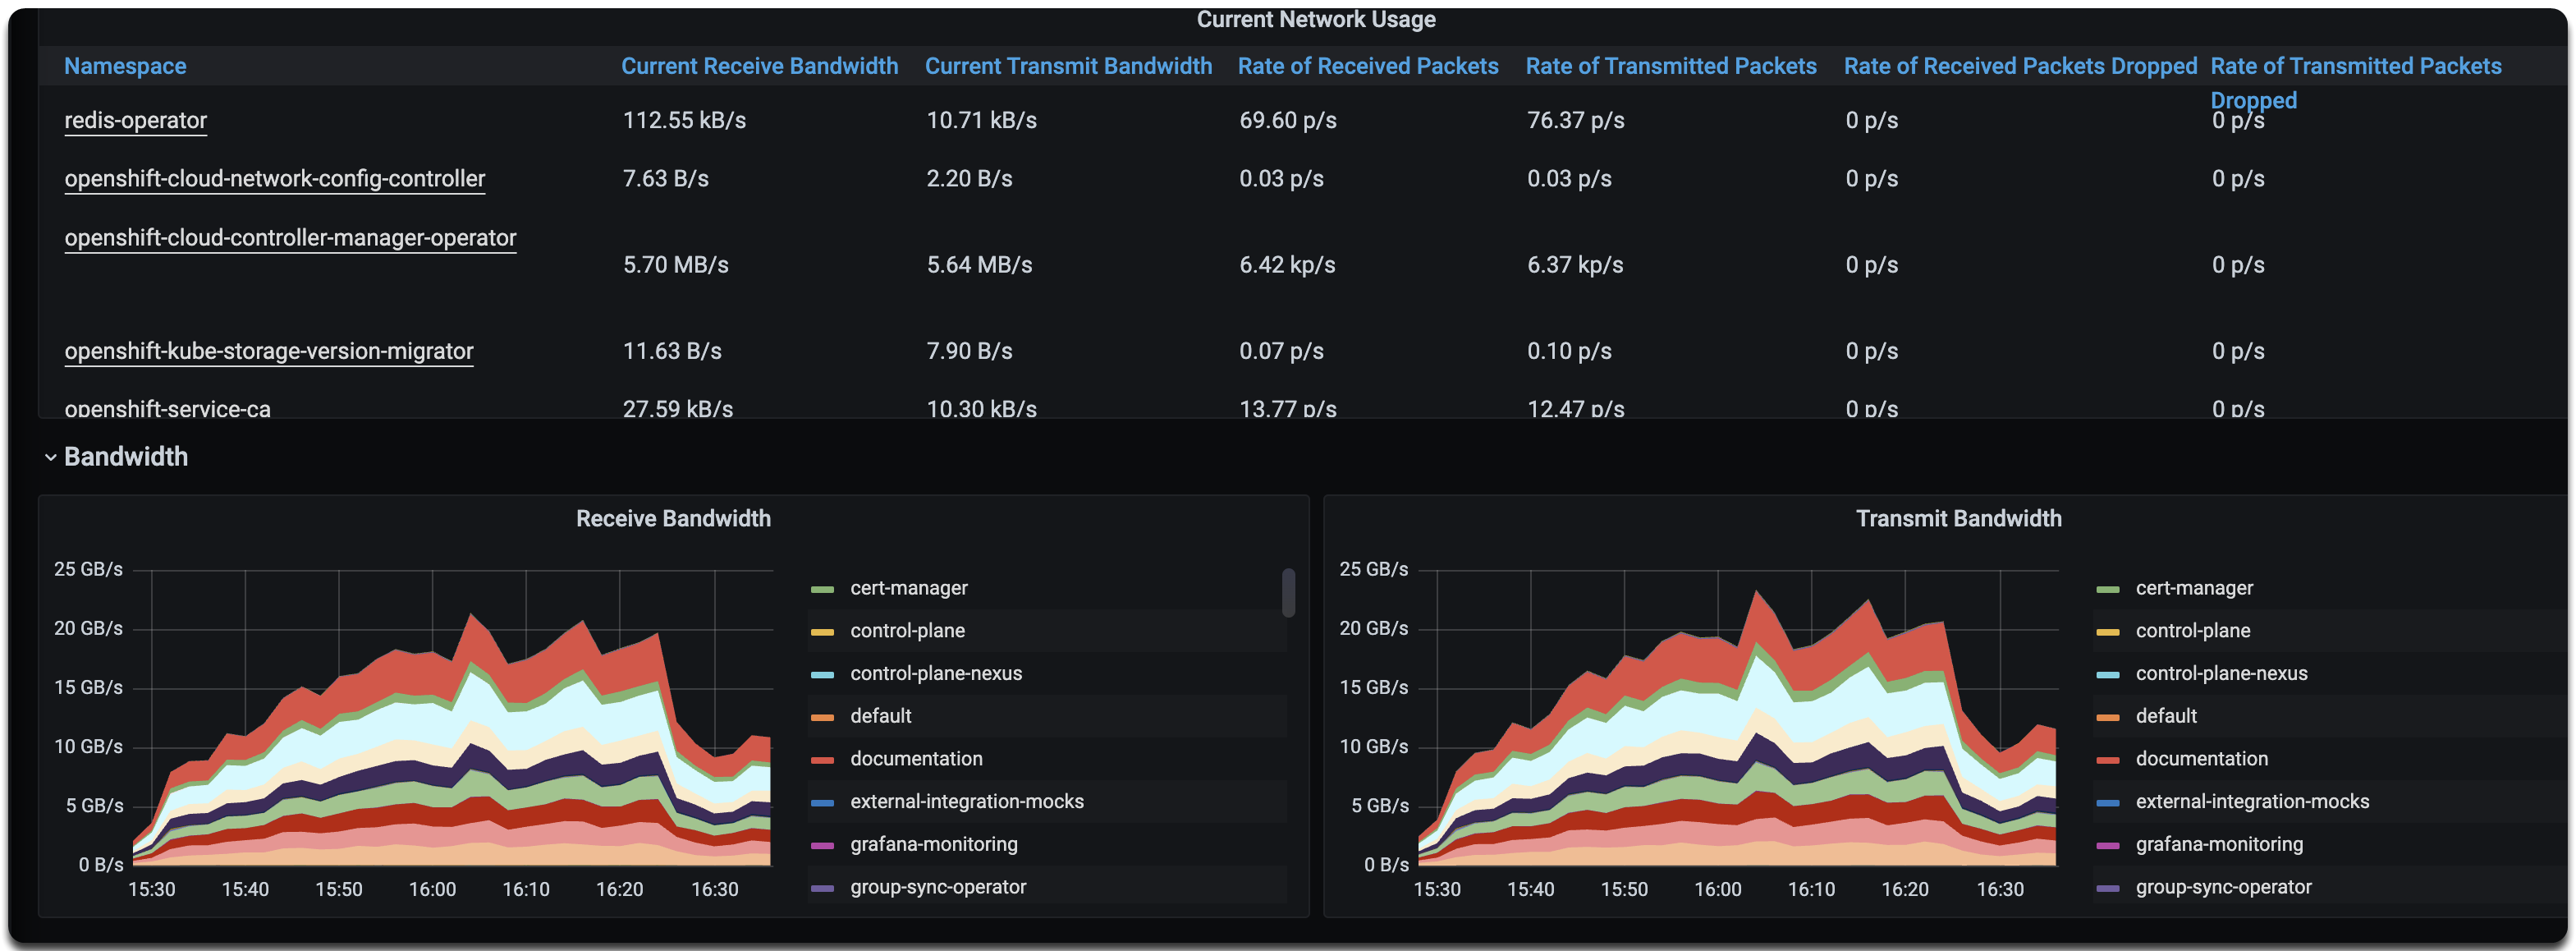 Current Network Usage
Namespace Current Receive Bandwidth Current Transmit Bandwidth Rate of Received Packets Rate of Transmitted Packets Rate of Received Packets Dropped Rate of Transmitted Packets Dropped
redis-operator 112.55 kB/s 10.71 kB/s 69.60 p/s 76.37 p/s 0 p/s 0 p/s
openshift-cloud-network-config-controller 7.63 B/s 2.20 B/s 0.03 p/s 0.03 p/s 0 p/s 0 p/s
openshift-cloud-controller-manager-operator 5.70 MB/s 5.64 MB/s 6.42 kp/s 6.37 kp/s 0 p/s 0 p/s
openshift-kube-storage-version-migrator 11.63 B/s 7.90 B/s 0.07 p/s 0.10 p/s 0 p/s 0 p/s
openshift-service-ca 27.59 kB/s 10.30 kB/s 13.77 p/s 12.47 p/s 0 p/s 0 p/s
Bandwidth
Receive Bandwidth
25 GB/s
20 GB/s
15 GB/s
10 GB/s
5 GB/s
0 B/s
15:30 15:40 15:50 16:00 16:10 16:20 16:30
cert-manager
control-plane
control-plane-nexus
default
documentation
external-integration-mocks
grafana-monitoring
group-sync-operator
Transmit Bandwidth
25 GB/s
20 GB/s
15 GB/s
10 GB/s
5 GB/s
0 B/s
15:30 15:40 15:50 16:00 16:10 16:20 16:30
cert-manager
control-plane
control-plane-nexus
default
documentation
external-integration-mocks
grafana-monitoring
group-sync-operator